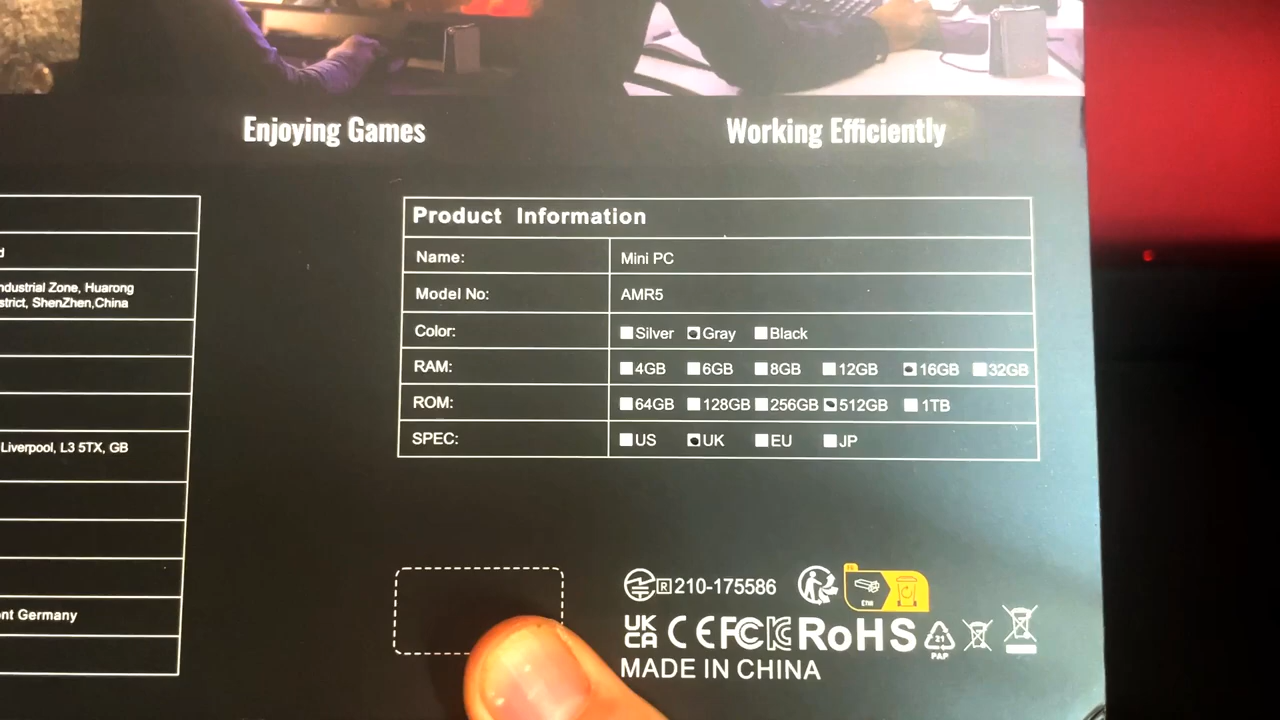 Enjoying Games
Working Efficiently
ndustrial Zone, Huarong
strict, ShenZhen,China
Liverpool, L3 5TX, GB
nt Germany
Product Information
Name: Mini PC
Model No: AMR5
Color: Silver Gray Black
RAM: 4GB 6GB 8GB 12GB 16GB 32GB
ROM: 64GB 128GB 256GB 512GB 1TB
SPEC: US UK EU JP
R 210-175586
UK
CA CE FC RoHS
21
PAP
MADE IN CHINA